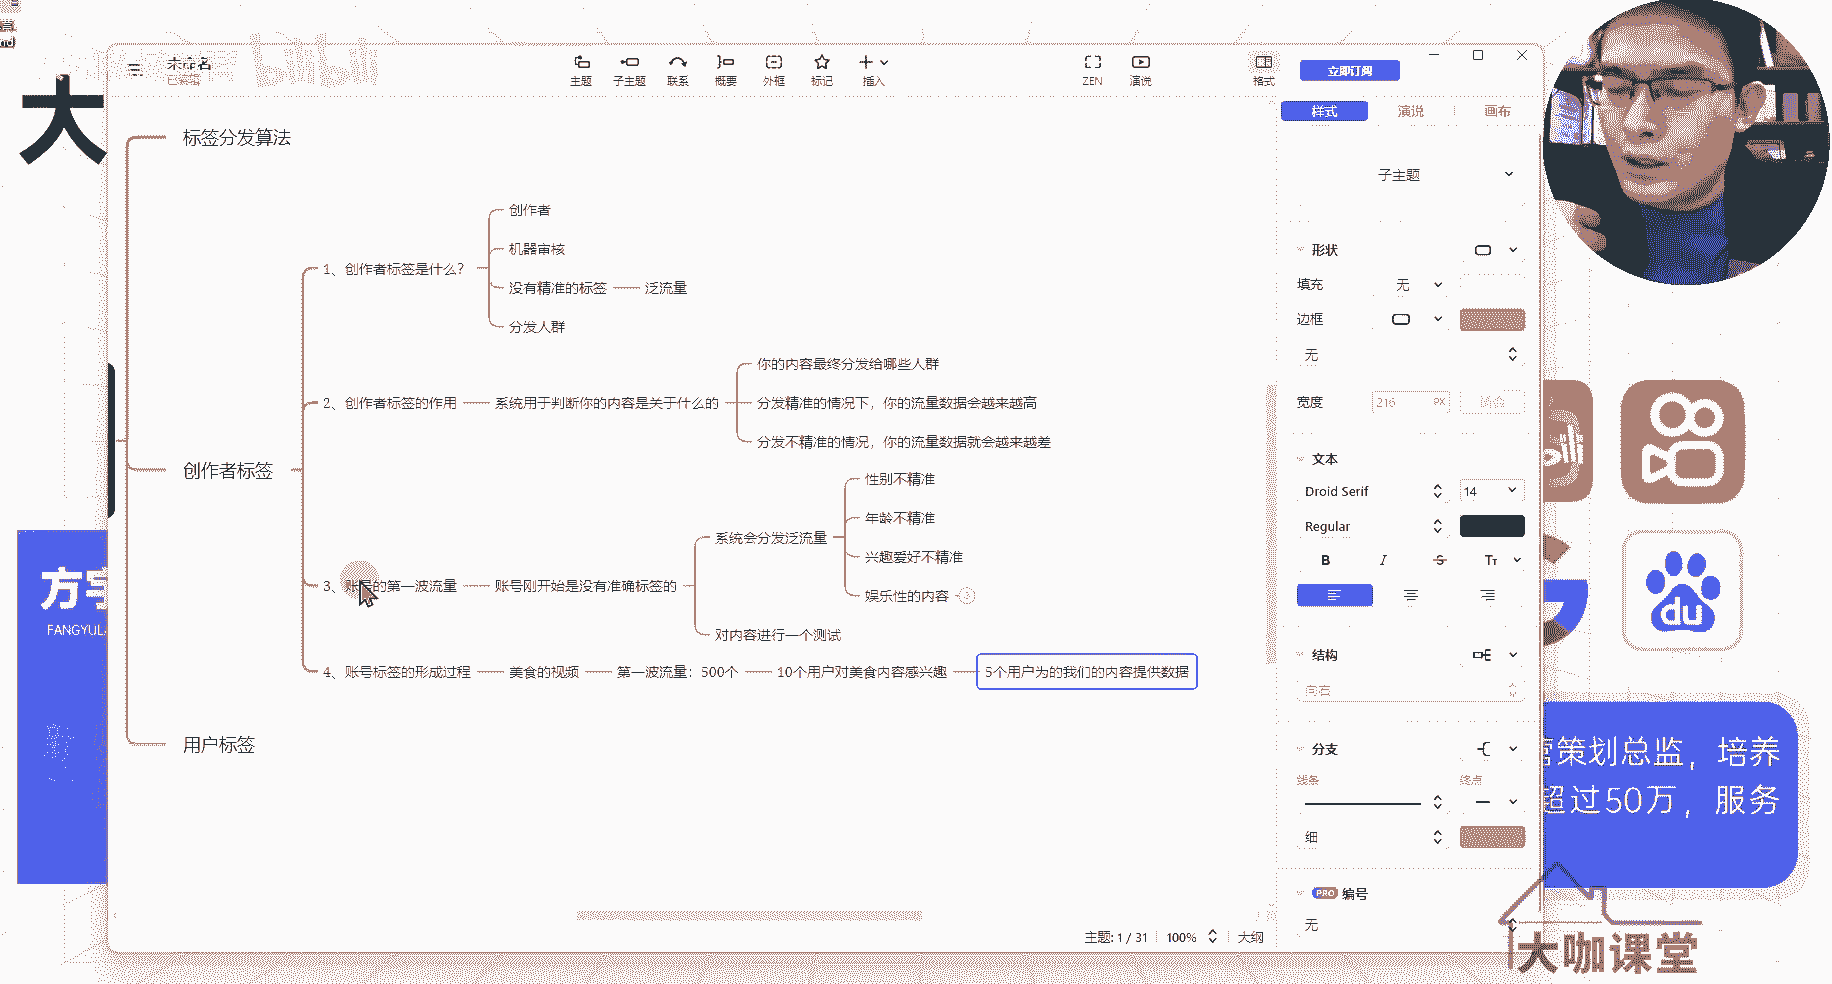 大
未命名
已编辑
bilibili
主题
子主题
联系
概要
外框
标记
插入
ZEN
演说
格式
立即订阅
样式
演说
画布
标签分发算法
创作者标签
用户标签
1、创作者标签是什么？
创作者
机器审核
没有精准的标签
泛流量
分发人群
2、创作者标签的作用
系统用于判断你的内容是关于什么的
你的内容最终分发给哪些人群
分发精准的情况下，你的流量数据会越来越高
分发不精准的情况，你的流量数据就会越来越差
3、账号的第一波流量
账号刚开始是没有准确标签的
系统会分发泛流量
性别不精准
年龄不精准
兴趣爱好不精准
娱乐性的内容
对内容进行一个测试
4、账号标签的形成过程
美食的视频
第一波流量：500个
10个用户对美食内容感兴趣
5个用户为的我们的内容提供数据
子主题
形状
填充
无
边框
无
宽度
216
PX
文本
Droid Serif
14
Regular
B
I
S
Tт
结构
向右
分支
线条
终点
细
PRO
编号
无
主题: 1 / 31
100%
大纲
方宇
FANGYUL
du
营策划总监，培养
超过50万，服务
大咖课堂